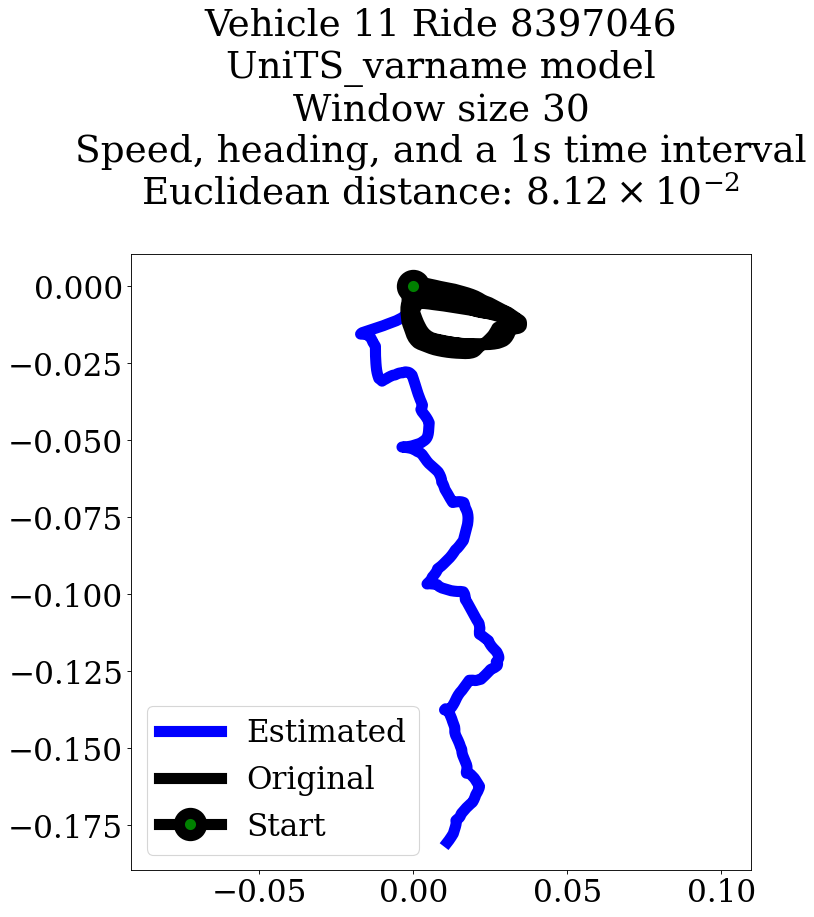 Vehicle 11 Ride 8397046
UniTS_varname model
Window size 30
Speed, heading, and a 1s time interval
Euclidean distance: 8.12 × 10⁻²
0.000
−0.025
−0.050
−0.075
−0.100
−0.125
−0.150
−0.175
Estimated
Original
Start
−0.05
0.00
0.05
0.10